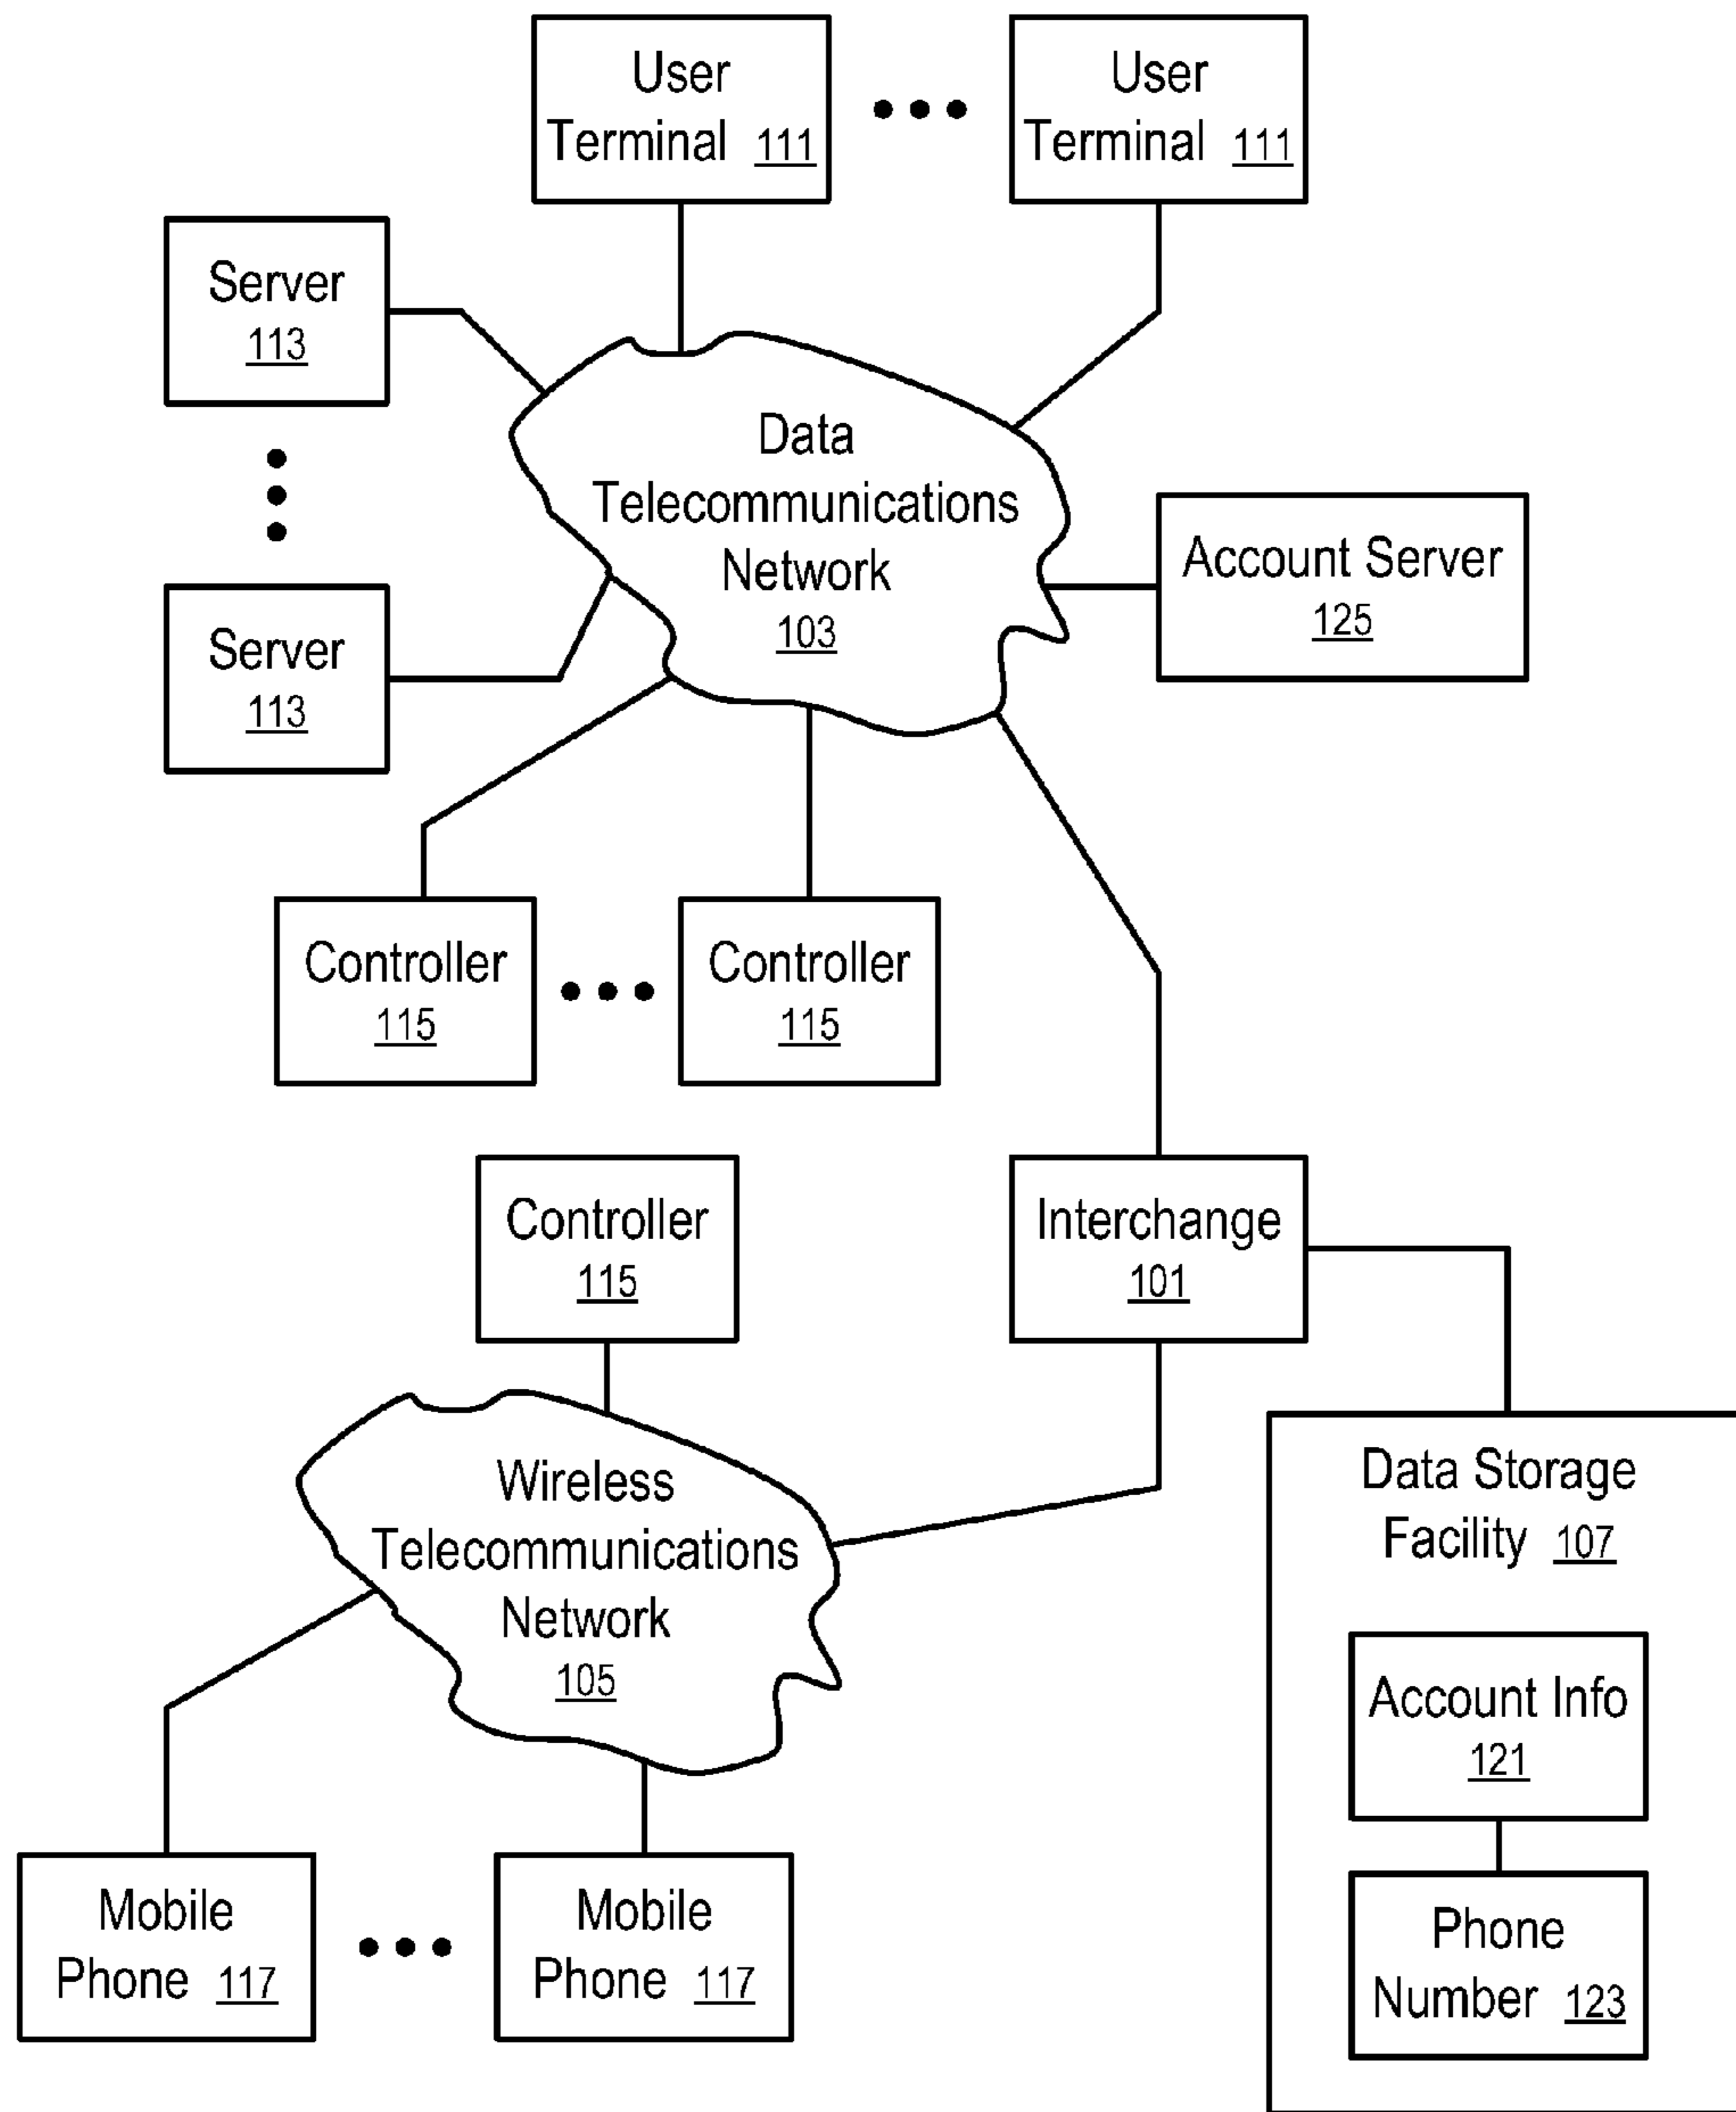 User
Terminal 111
User
Terminal 111
Server
113
Data
Telecommunications
Network
103
Account Server
125
Server
113
Controller
115
Controller
115
Controller
115
Interchange
101
Wireless
Telecommunications
Network
105
Data Storage
Facility 107
Account Info
121
Phone
Number 123
Mobile
Phone 117
Mobile
Phone 117